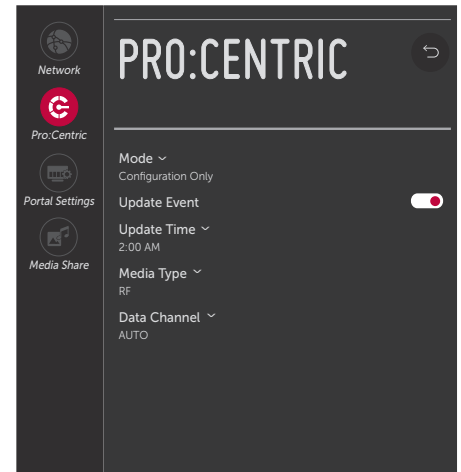 Network
Pro:Centric
Portal Settings
Media Share
PRO:CENTRIC
Mode
Configuration Only
Update Event
Update Time
2:00 AM
Media Type
RF
Data Channel
AUTO